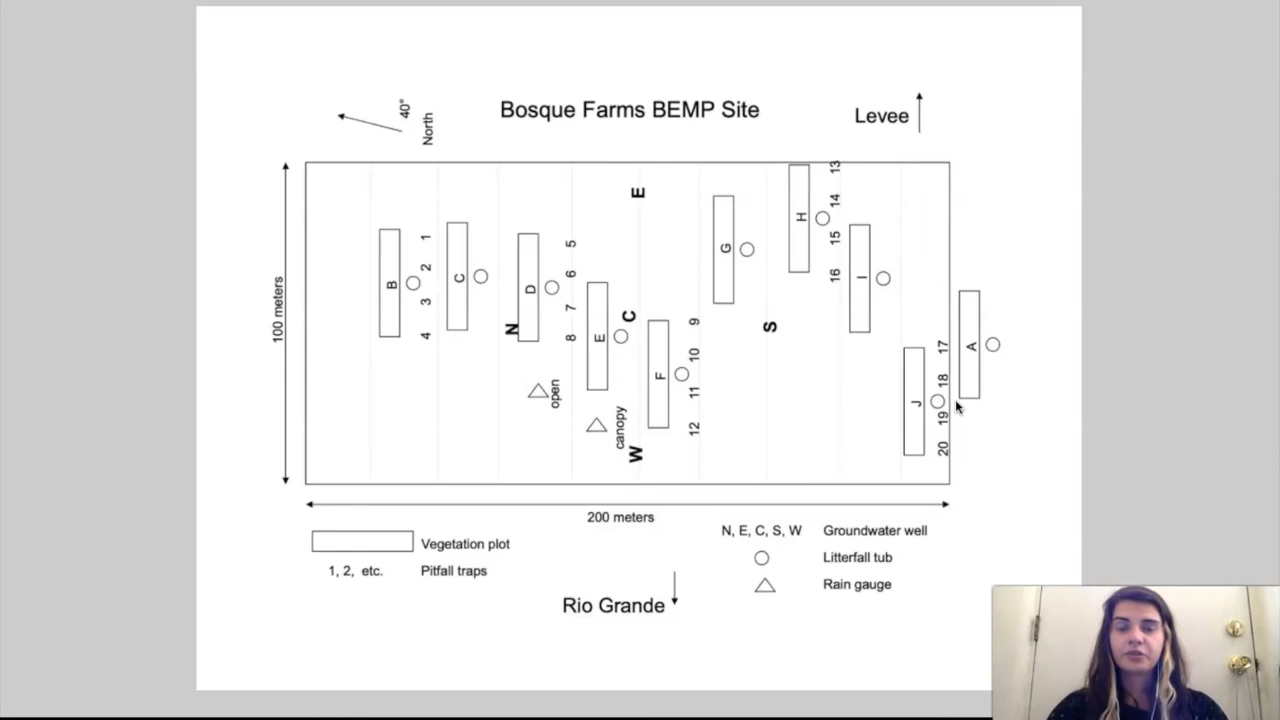 Bosque Farms BEMP Site
40°
North
Levee
100 meters
B
1
2
3
4
C
N
D
5
6
7
8
E
open
canopy
E
C
W
F
9
10
11
12
G
S
H
13
14
15
16
I
J
17
18
19
20
A
200 meters
Vegetation plot
1, 2, etc. Pitfall traps
N, E, C, S, W Groundwater well
Litterfall tub
Rain gauge
Rio Grande